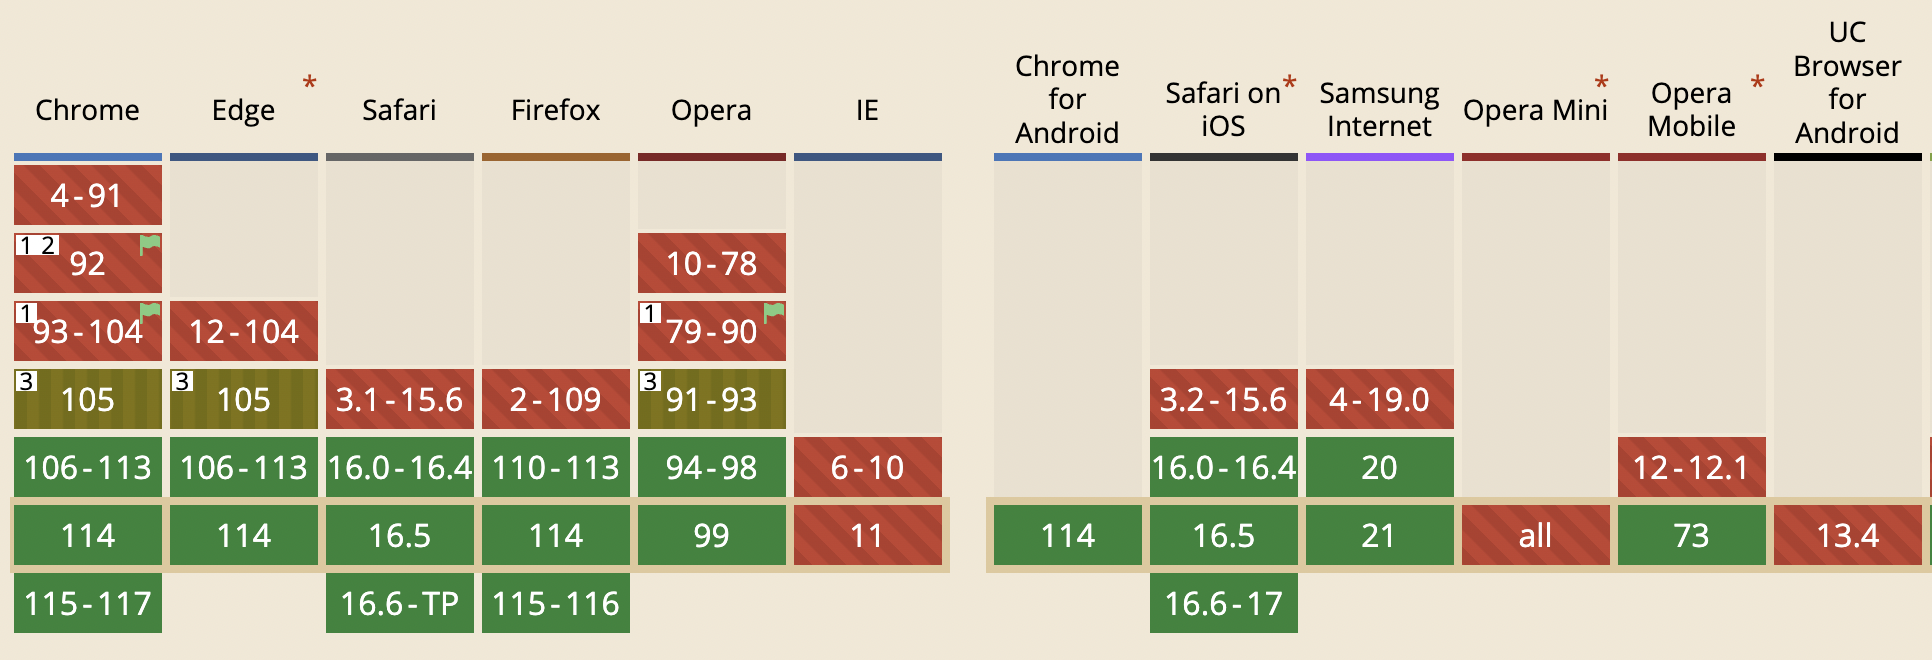 Chrome
Edge *
Safari
Firefox
Opera
IE
Chrome
for
Android
Safari on *
iOS
Samsung
Internet
Opera Mini *
Opera *
Mobile
UC
Browser
for
Android
4-91
1 2 92
10-78
1 93-104
12-104
1 79-90
3 105
3 105
3.1-15.6
2-109
3 91-93
3.2-15.6
4-19.0
106-113
106-113
16.0-16.4
110-113
94-98
6-10
16.0-16.4
20
12-12.1
114
114
16.5
114
99
11
114
16.5
21
all
73
13.4
115-117
16.6-TP
115-116
16.6-17